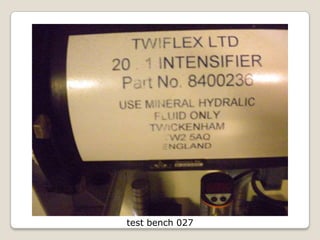 TWIFLEX LTD
20 : 1 INTENSIFIER
Part No. 8400236
USE MINERAL HYDRALIC
FLUID ONLY
TWICKENHAM
TW2 5AQ
ENGLAND
test bench 027